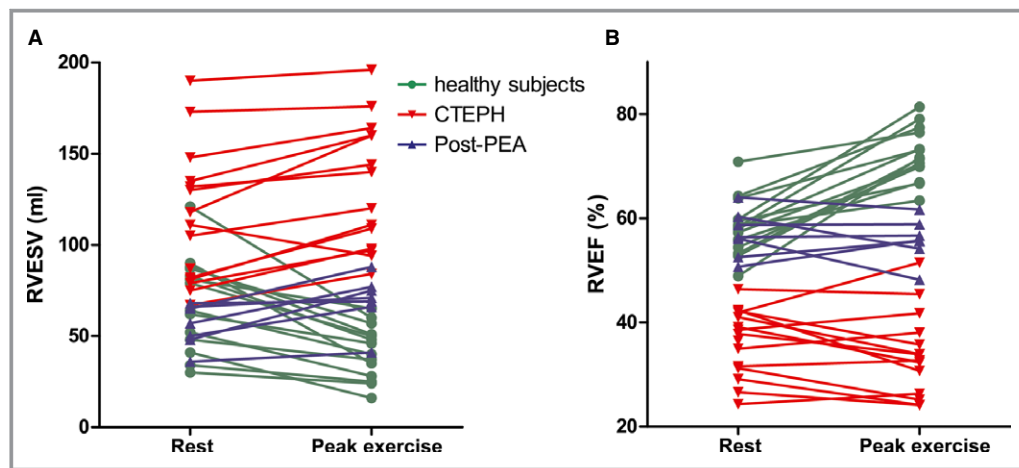 A
B
RVESV (ml)
200
150
100
50
0
Rest
Peak exercise
healthy subjects
CTEPH
Post-PEA
RVEF (%)
80
60
40
20
Rest
Peak exercise